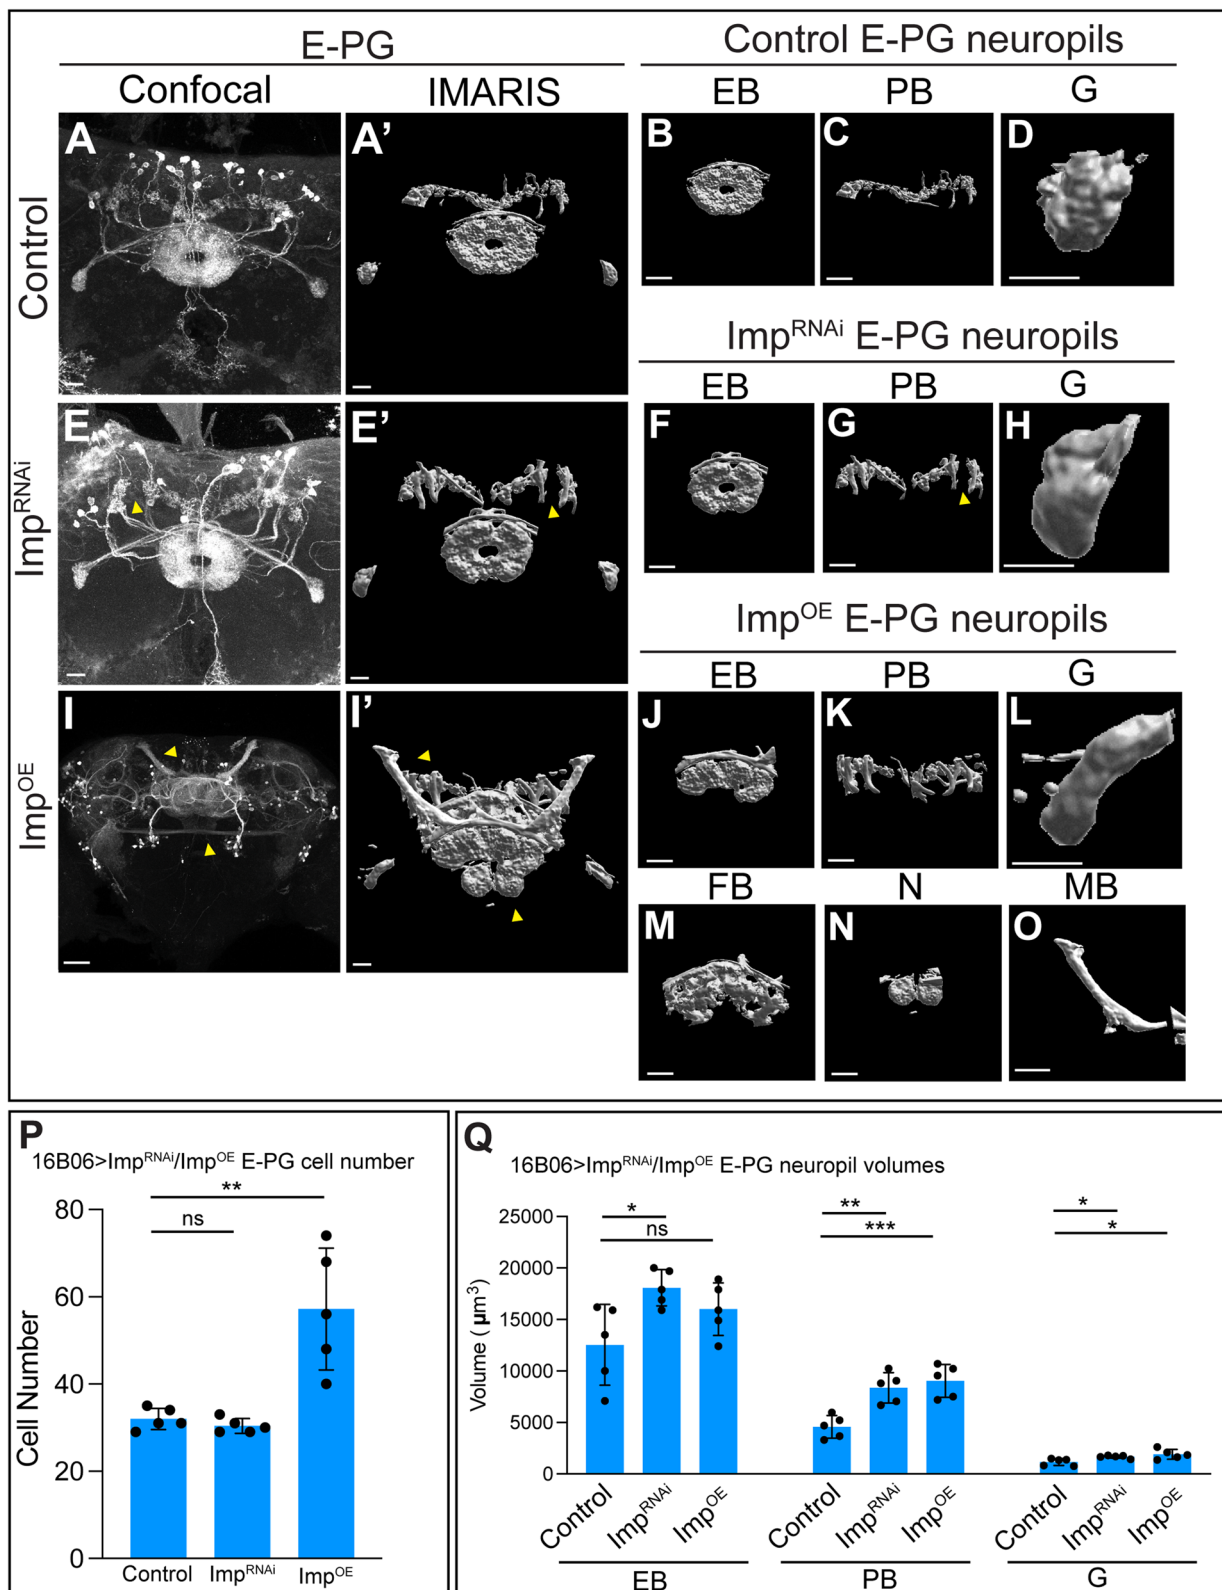 E-PG
Confocal
IMARIS
Control E-PG neuropils
EB
PB
G
Control
A
A’
B
C
D
Imp^RNAi E-PG neuropils
EB
PB
G
Imp^RNAi
E
E’
F
G
H
Imp^OE E-PG neuropils
EB
PB
G
Imp^OE
I
I’
J
K
L
FB
N
MB
M
N
O
P
16B06>Imp^RNAi/Imp^OE E-PG cell number
**
ns
80
60
40
20
0
Cell Number
Control
Imp^RNAi
Imp^OE
Q
16B06>Imp^RNAi/Imp^OE E-PG neuropil volumes
*
ns
**
***
*
*
25000
20000
15000
10000
5000
0
Volume (μm³)
Control
Imp^RNAi
Imp^OE
Control
Imp^RNAi
Imp^OE
Control
Imp^RNAi
Imp^OE
EB
PB
G